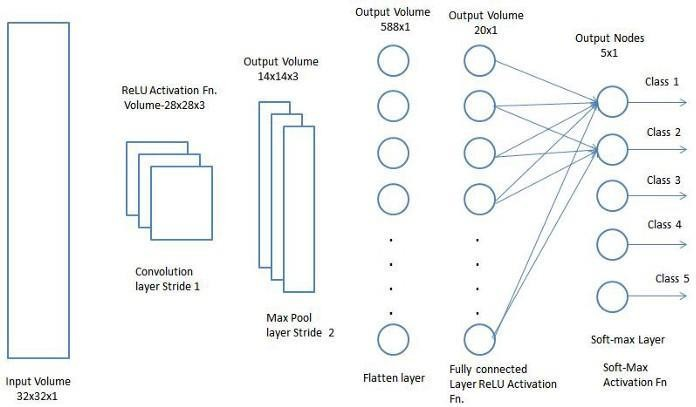 Input Volume
32x32x1
ReLU Activation Fn.
Volume-28x28x3
Convolution
layer Stride 1
Output Volume
14x14x3
Max Pool
layer Stride 2
Output Volume
588x1
Flatten layer
Output Volume
20x1
Fully connected
Layer ReLU Activation
Fn.
Output Nodes
5x1
Class 1
Class 2
Class 3
Class 4
Class 5
Soft-max Layer
Soft-Max
Activation Fn